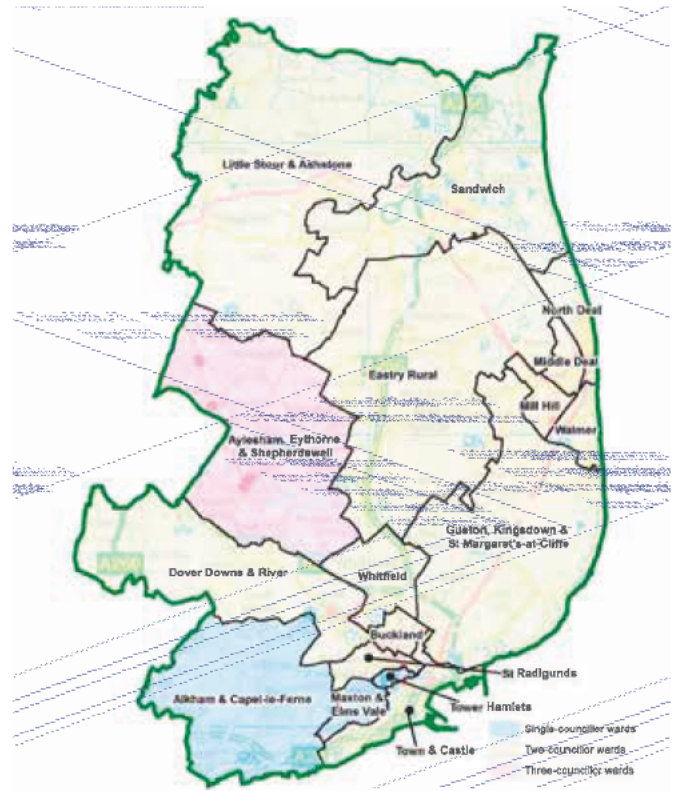 Little Stour & Ashstone
Sandwich
North Deal
Middle Deal
Eastry Rural
Mill Hill
Walmer
Aylesham, Eythorne
& Shepherdswell
Guston, Kingsdown &
St Margaret's-at-Cliffe
Dover Downs & River
Whitfield
Buckland
St Radigunds
Alkham & Capel-le-Ferne
Maxton &
Elms Vale
Tower Hamlets
Town & Castle
Single-councillor wards
Two-councillor wards
Three-councillor wards